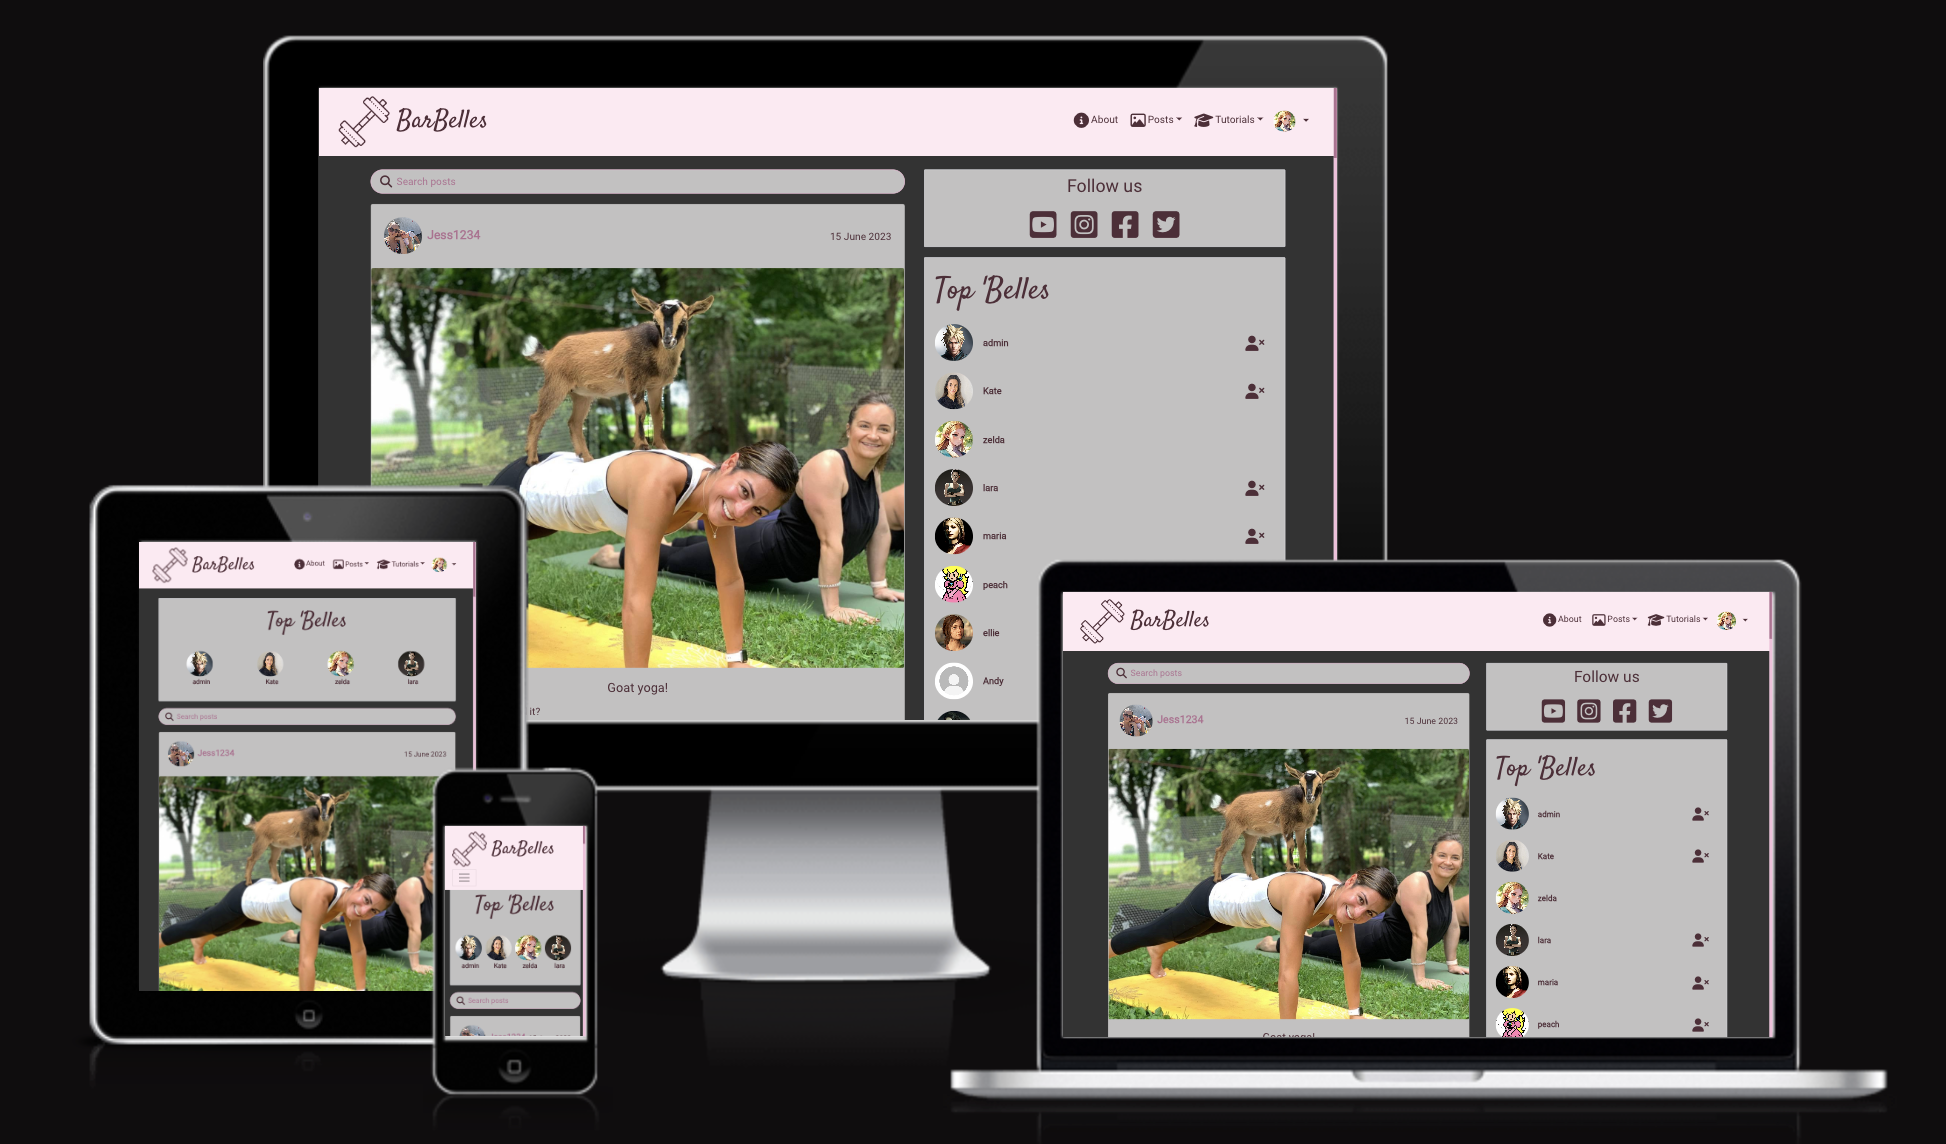 BarBelles
About Posts Tutorials
Search posts
Jess1234
15 June 2023
Goat yoga!
it?
Follow us
Top 'Belles
admin
Kate
zelda
lara
maria
peach
ellie
Andy
BarBelles
About Posts Tutorials
Top 'Belles
admin Kate zelda lara
Search posts
Jess1234
15 June 2023
BarBelles
Top 'Belles
admin Kate zelda lara
Search posts
BarBelles
About Posts Tutorials
Search posts
Jess1234
15 June 2023
Goat yoga!
Follow us
Top 'Belles
admin
Kate
zelda
lara
maria
peach